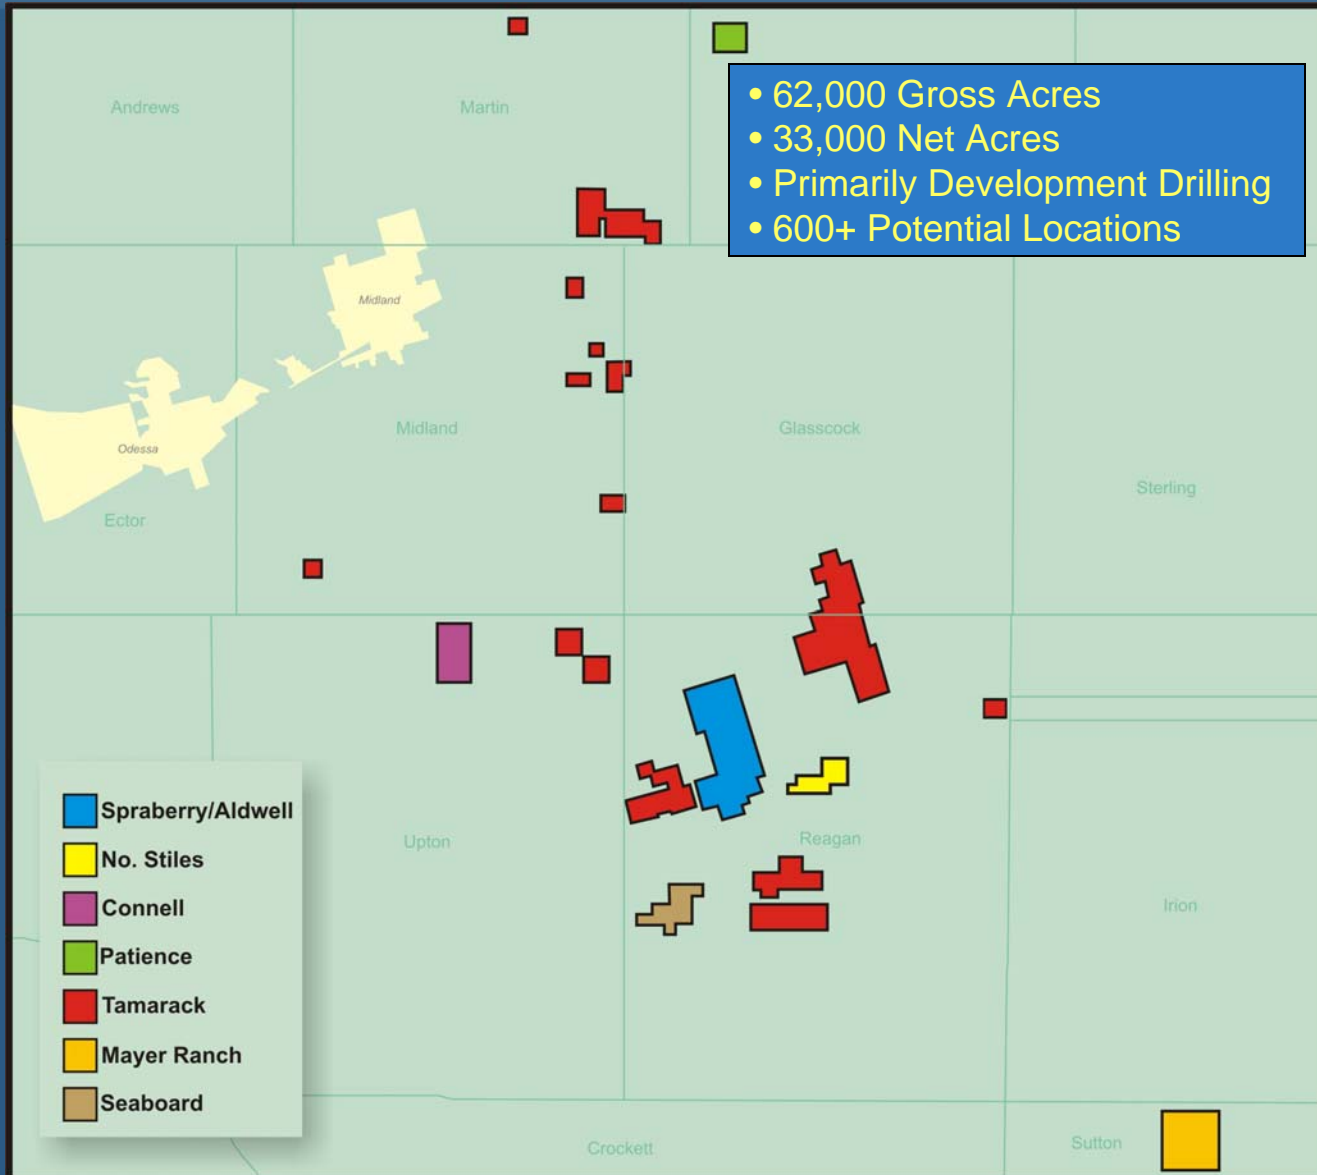 Andrews
Martin
• 62,000 Gross Acres
• 33,000 Net Acres
• Primarily Development Drilling
• 600+ Potential Locations
Midland
Odessa
Midland
Glasscock
Sterling
Ector
Upton
Reagan
Irion
Spraberry/Aldwell
No. Stiles
Connell
Patience
Tamarack
Mayer Ranch
Seaboard
Crockett
Sutton